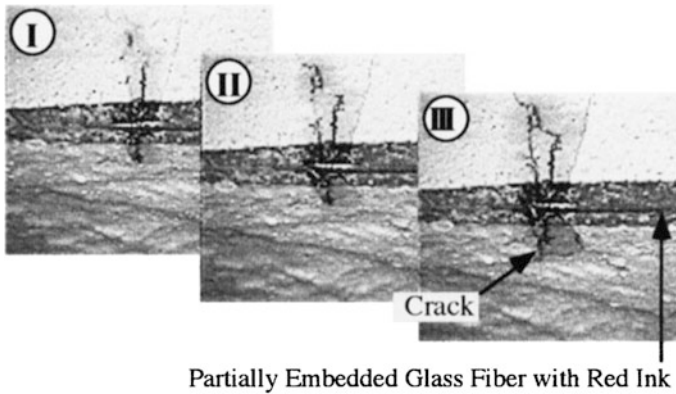 I
II
III
Crack
Partially Embedded Glass Fiber with Red Ink